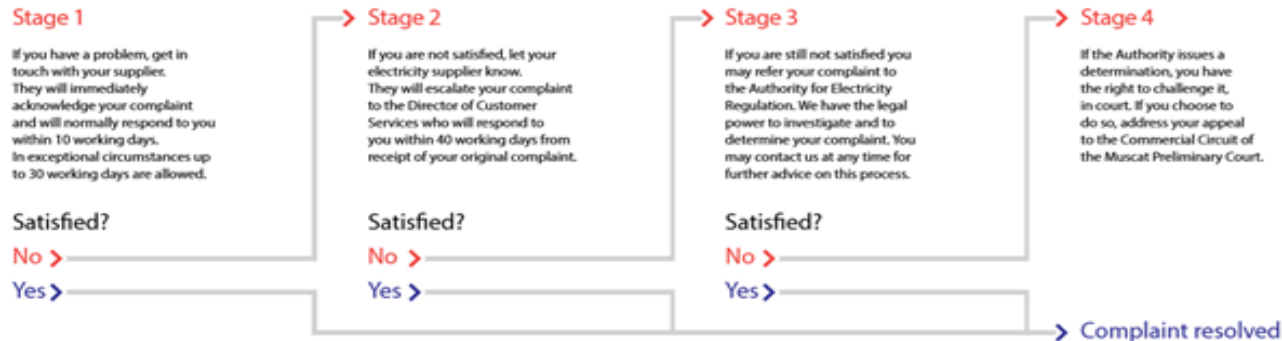 Stage 1
If you have a problem, get in
touch with your supplier.
They will immediately
acknowledge your complaint
and will normally respond to you
within 10 working days.
In exceptional circumstances up
to 30 working days are allowed.
Satisfied?
No
Yes
Stage 2
If you are not satisfied, let your
electricity supplier know.
They will escalate your complaint
to the Director of Customer
Services who will respond to
you within 40 working days from
receipt of your original complaint.
Satisfied?
No
Yes
Stage 3
If you are still not satisfied you
may refer your complaint to
the Authority for Electricity
Regulation. We have the legal
power to investigate and to
determine your complaint. You
may contact us at any time for
further advice on this process.
Satisfied?
No
Yes
Stage 4
If the Authority issues a
determination, you have
the right to challenge it,
in court. If you choose to
do so, address your appeal
to the Commercial Circuit of
the Muscat Preliminary Court.
Complaint resolved